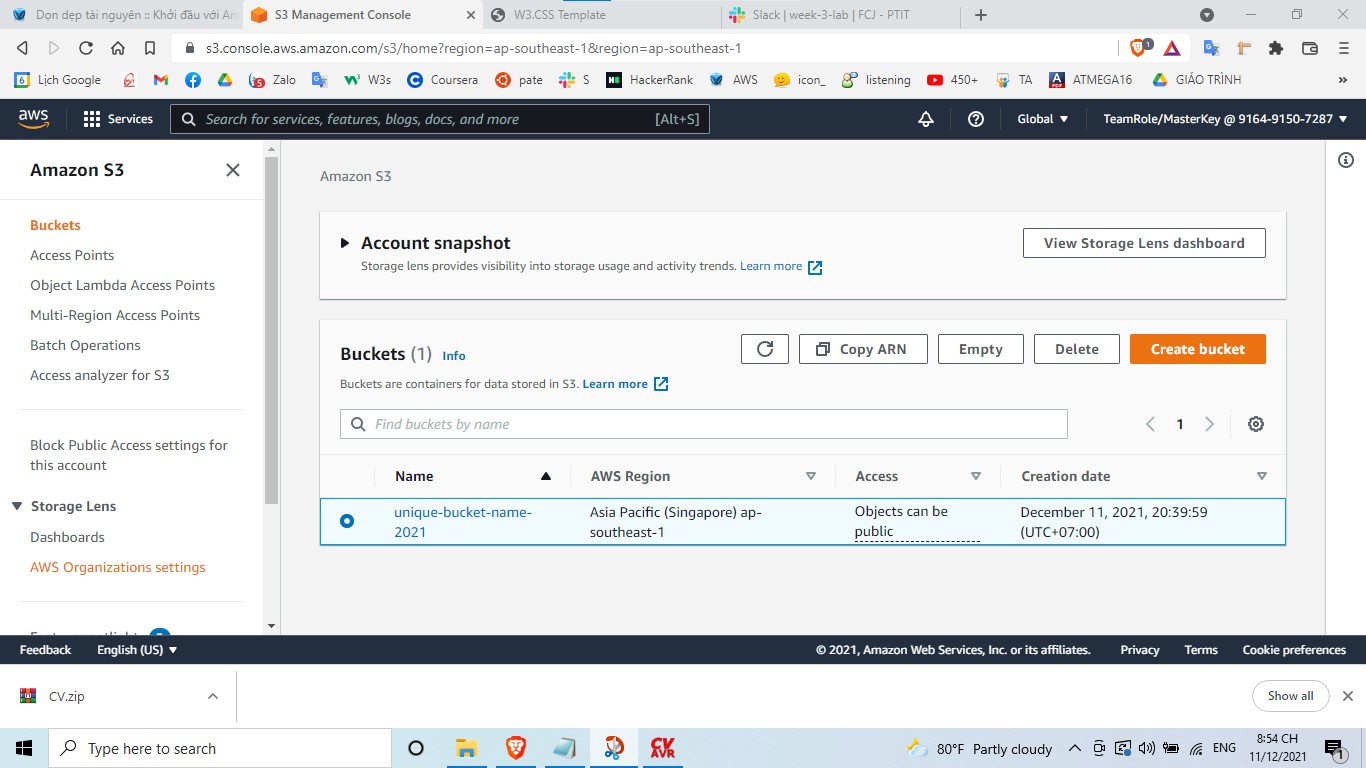 Dọn dẹp tài nguyên :: Khởi đầu với Am
S3 Management Console
W3.CSS Template
Slack | week-3-lab | FCJ - PTIT
s3.console.aws.amazon.com/s3/home?region=ap-southeast-1&region=ap-southeast-1
1
6
Lịch Google
Zalo
W3s
Coursera
pate
S
HackerRank
AWS
icon_
listening
450+
TA
ATMEGA16
GIÁO TRÌNH
»
aws
Services
Search for services, features, blogs, docs, and more
[Alt+S]
Global
TeamRole/MasterKey @ 9164-9150-7287
Amazon S3
Buckets
Access Points
Object Lambda Access Points
Multi-Region Access Points
Batch Operations
Access analyzer for S3
Block Public Access settings for
this account
Storage Lens
Dashboards
AWS Organizations settings
Amazon S3
Account snapshot
View Storage Lens dashboard
Storage lens provides visibility into storage usage and activity trends. Learn more
Buckets (1) Info
Copy ARN
Empty
Delete
Create bucket
Buckets are containers for data stored in S3. Learn more
Find buckets by name
1
Name
AWS Region
Access
Creation date
unique-bucket-name-
2021
Asia Pacific (Singapore) ap-
southeast-1
Objects can be
public
December 11, 2021, 20:39:59
(UTC+07:00)
Feedback
English (US)
© 2021, Amazon Web Services, Inc. or its affiliates.
Privacy
Terms
Cookie preferences
CV.zip
Show all
Type here to search
CV
AVR
80°F Partly cloudy
ENG
8:54 CH
11/12/2021
1